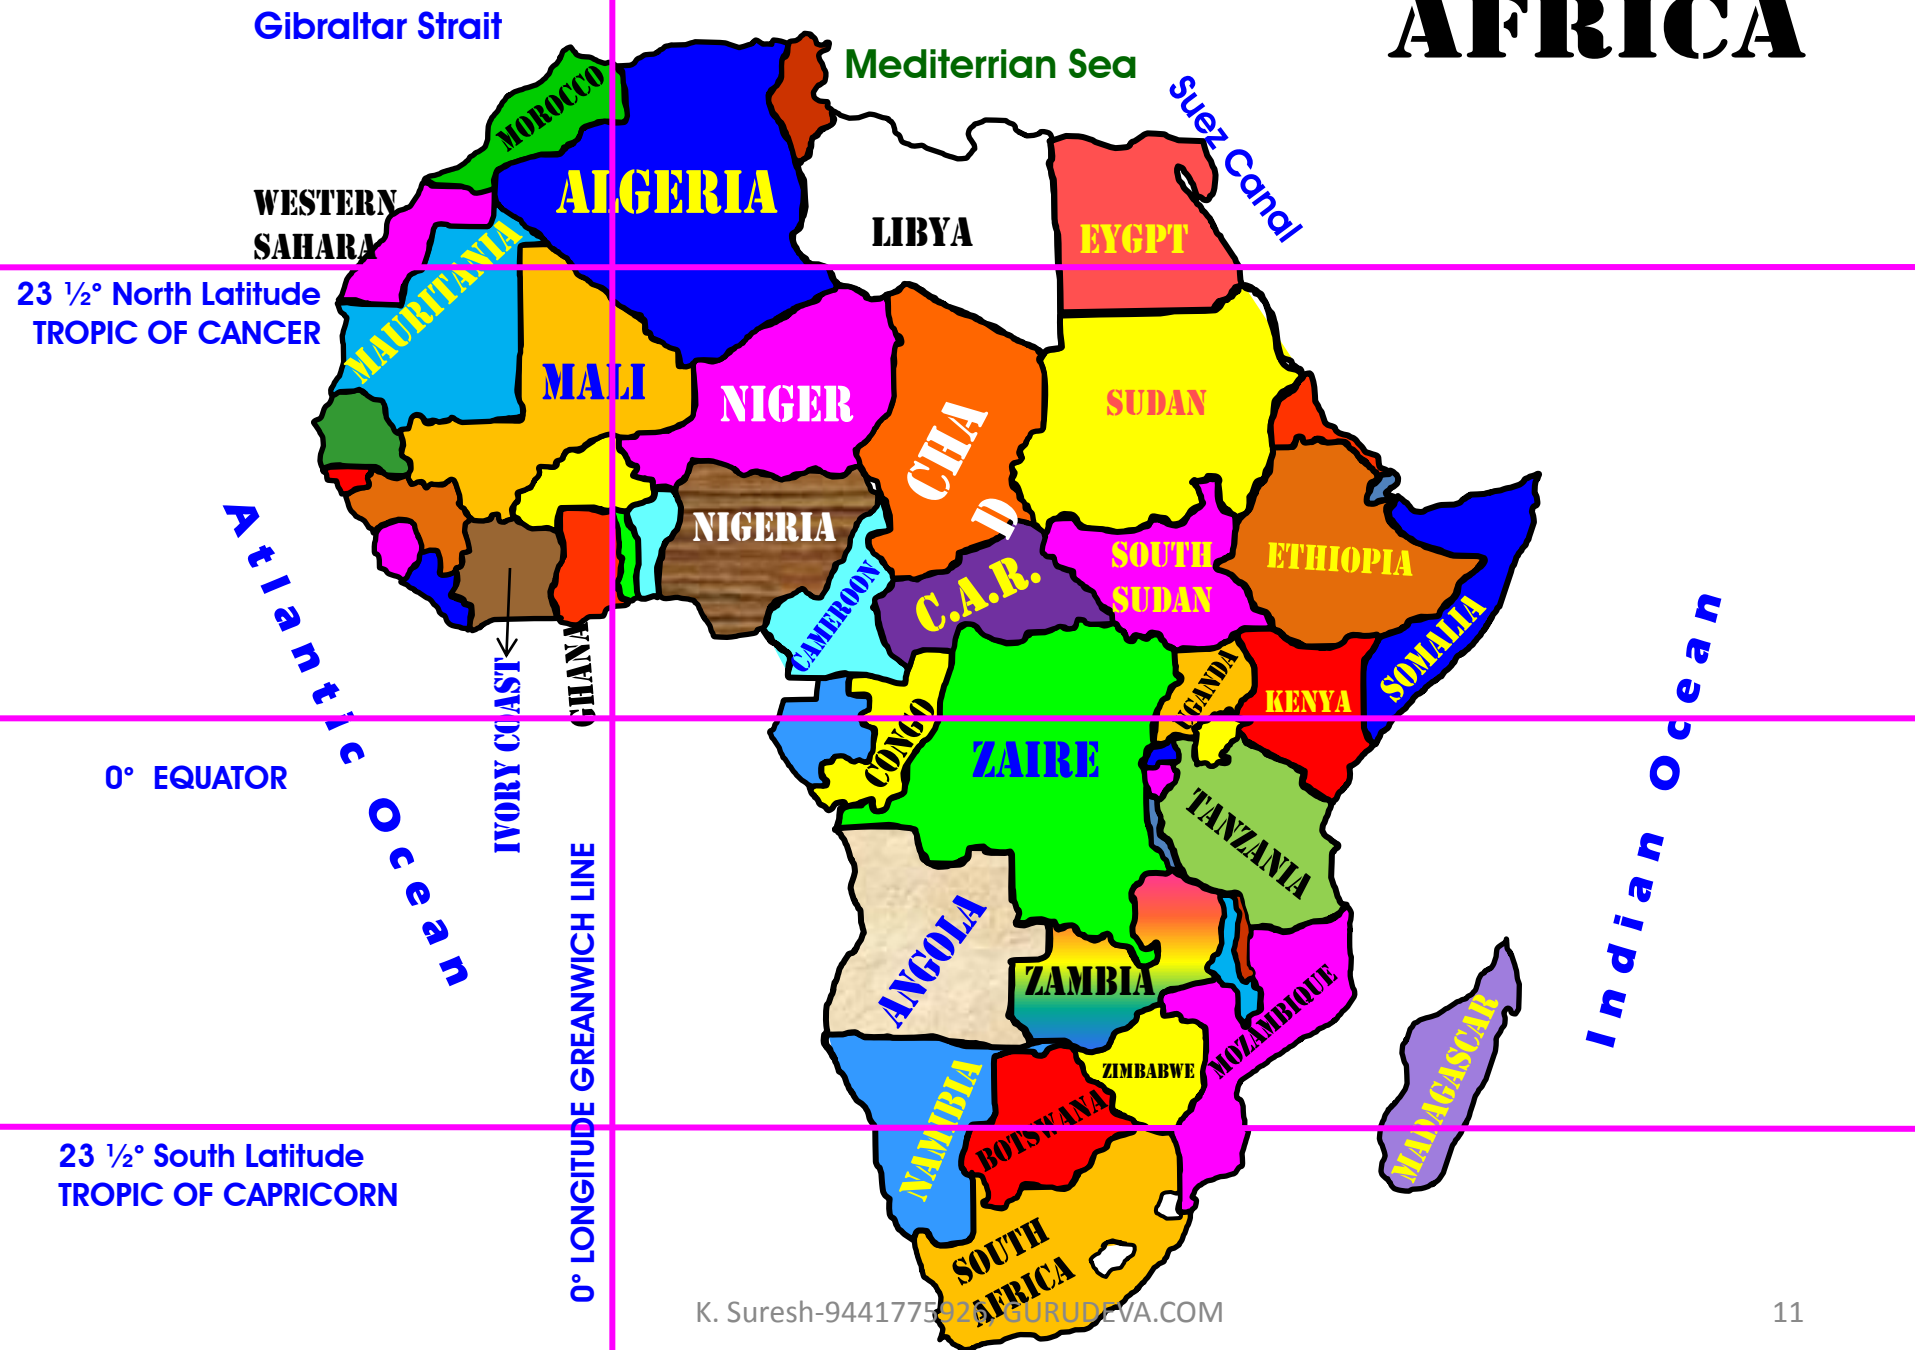 AFRICA
Gibraltar Strait
Mediterrian Sea
Suez Canal
MOROCCO
ALGERIA
WESTERN
SAHARA
LIBYA
EYGPT
23 ½° North Latitude
TROPIC OF CANCER
MAURITANIA
MALI
NIGER
CHA
D
SUDAN
NIGERIA
CAMEROON
C.A.R.
SOUTH
SUDAN
ETHIOPIA
SOMALIA
Atlantic Ocean
Indian Ocean
IVORY COAST
GHANA
CONGO
ZAIRE
UGANDA
KENYA
0° EQUATOR
TANZANIA
ANGOLA
ZAMBIA
MOZAMBIQUE
MADAGASCAR
0° LONGITUDE GREANWICH LINE
NAMIBIA
ZIMBABWE
BOTSWANA
23 ½° South Latitude
TROPIC OF CAPRICORN
SOUTH
AFRICA
K. Suresh-9441775926, GURUDEVA.COM
11